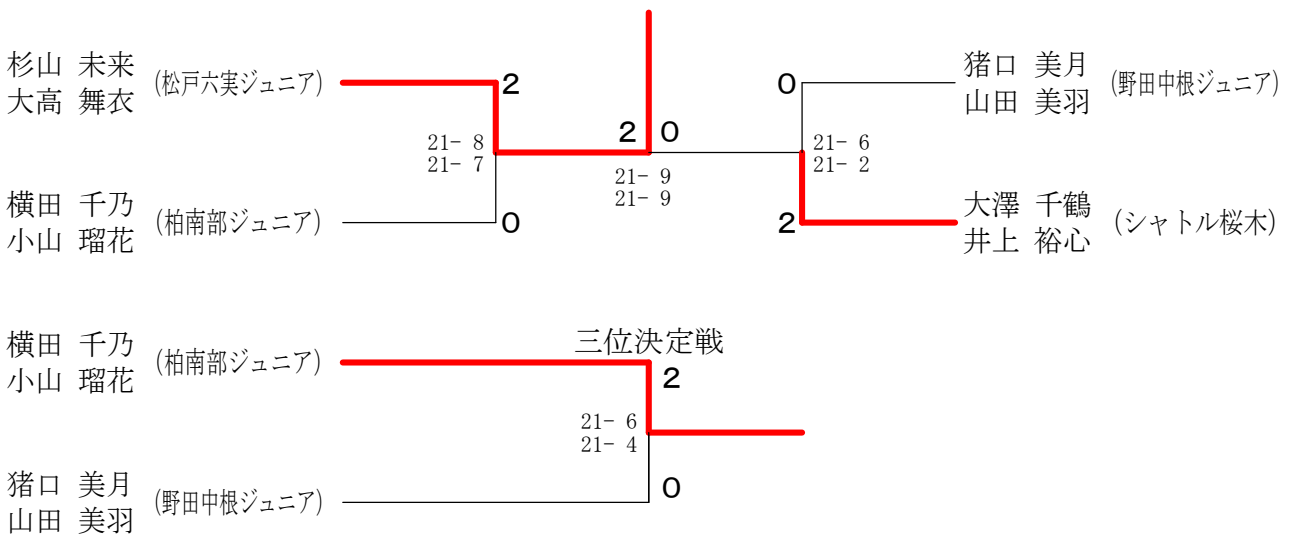 杉山 未来
大高 舞衣
(松戸六実ジュニア)
2
21- 8
21- 7
横田 千乃
小山 瑠花
(柏南部ジュニア)
0
2 0
21- 9
21- 9
0
猪口 美月
山田 美羽
(野田中根ジュニア)
21- 6
21- 2
2
大澤 千鶴
井上 裕心
(シャトル桜木)
三位決定戦
横田 千乃
小山 瑠花
(柏南部ジュニア)
2
21- 6
21- 4
猪口 美月
山田 美羽
(野田中根ジュニア)
0